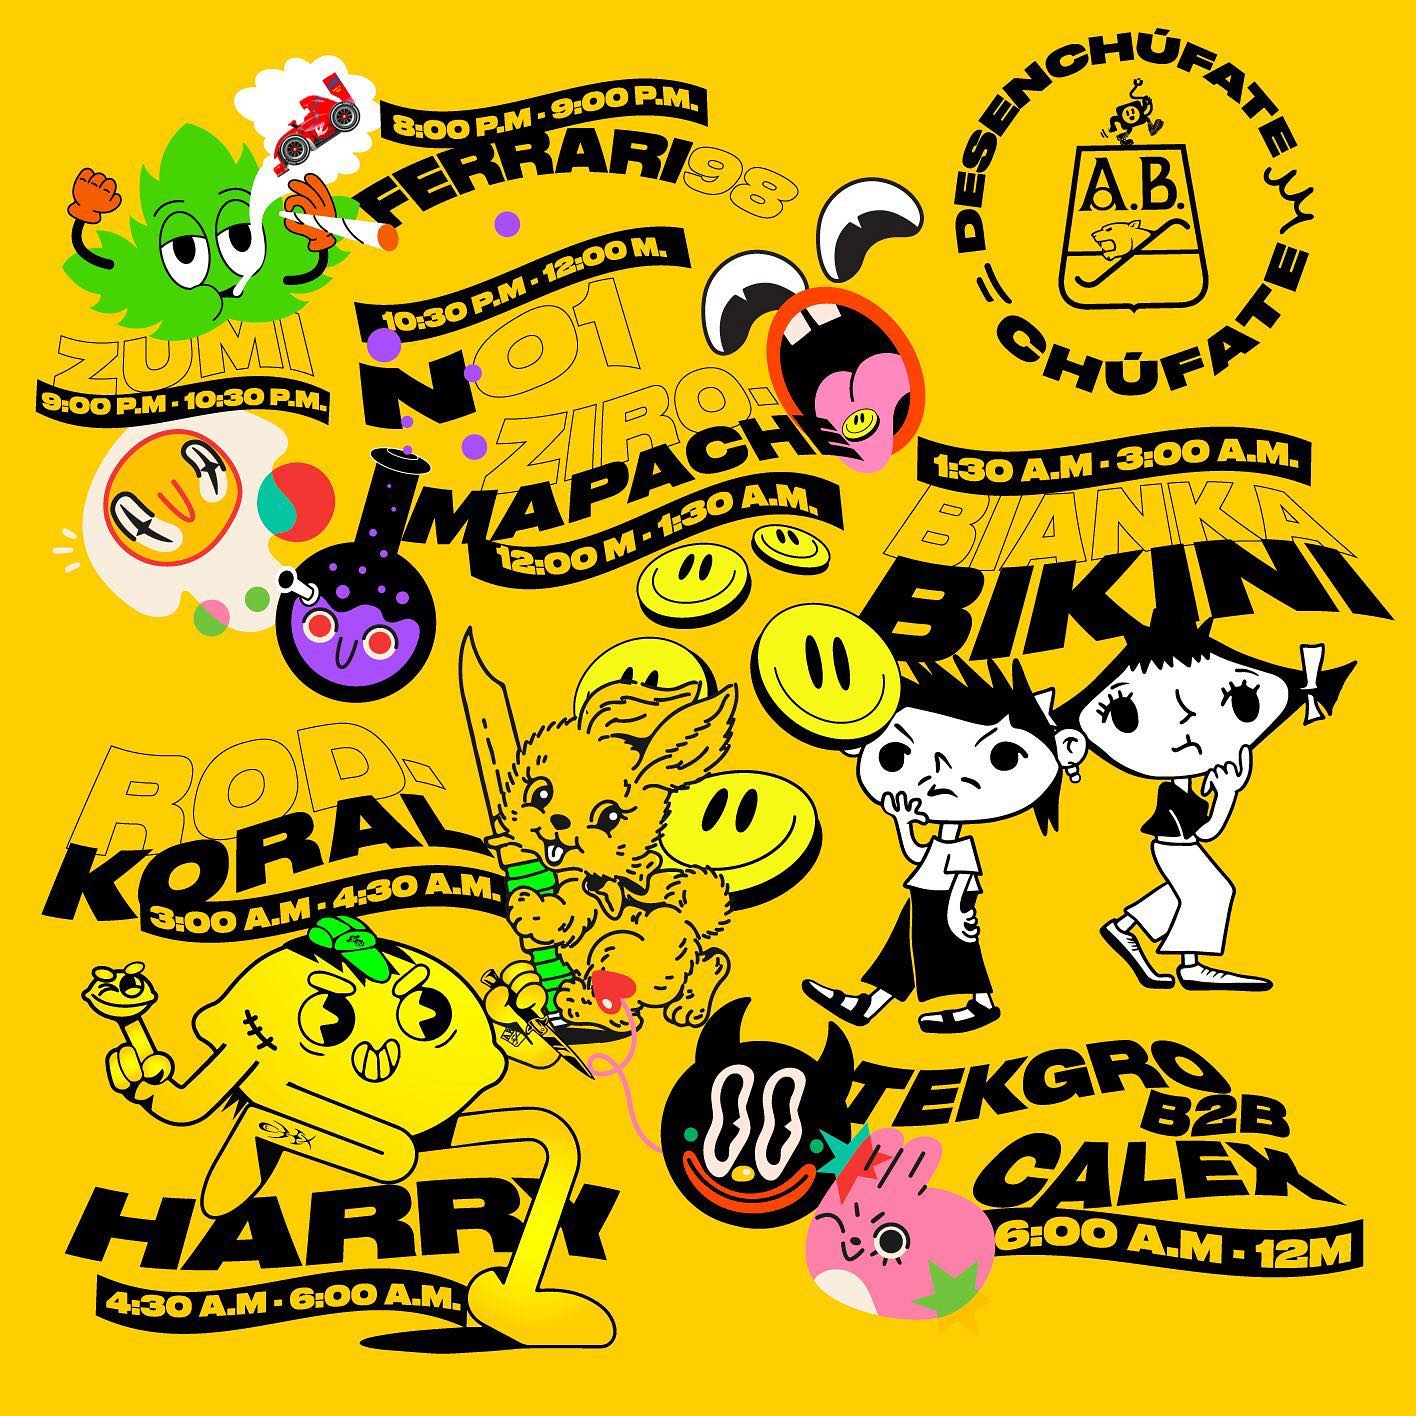 8:00 P.M - 9:00 P.M.
FERRARI98
DESENCHÚFATE
A.B.
CHÚFATE
ZUMI
9:00 P.M - 10:30 P.M.
10:30 P.M - 12:00 M.
NO1
ZIRO-
MAPACHE
12:00 M - 1:30 A.M.
1:30 A.M - 3:00 A.M.
BIANKA
BIKINI
ROD-
KORAL
3:00 A.M - 4:30 A.M.
HARRY
4:30 A.M - 6:00 A.M.
TEKGRO
B2B
CALEX
6:00 A.M - 12M